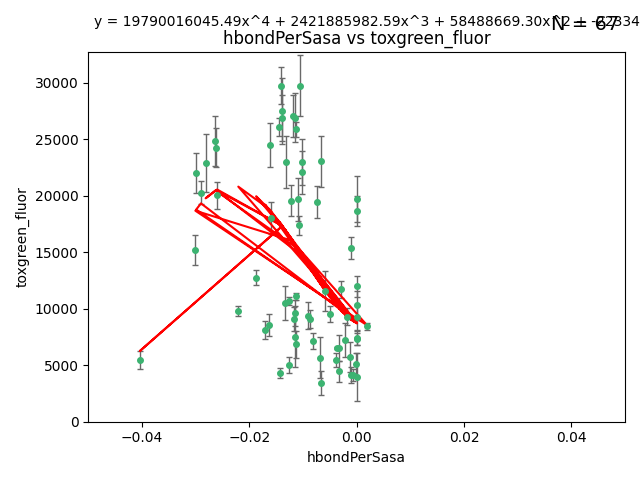 y = 19790016045.49x^4 + 2421885982.59x^3 + 58488669.30x^2 +
N = 67
hbondPerSasa vs toxgreen_fluor
30000
25000
20000
15000
10000
5000
0
toxgreen_fluor
−0.04
−0.02
0.00
0.02
0.04
hbondPerSasa